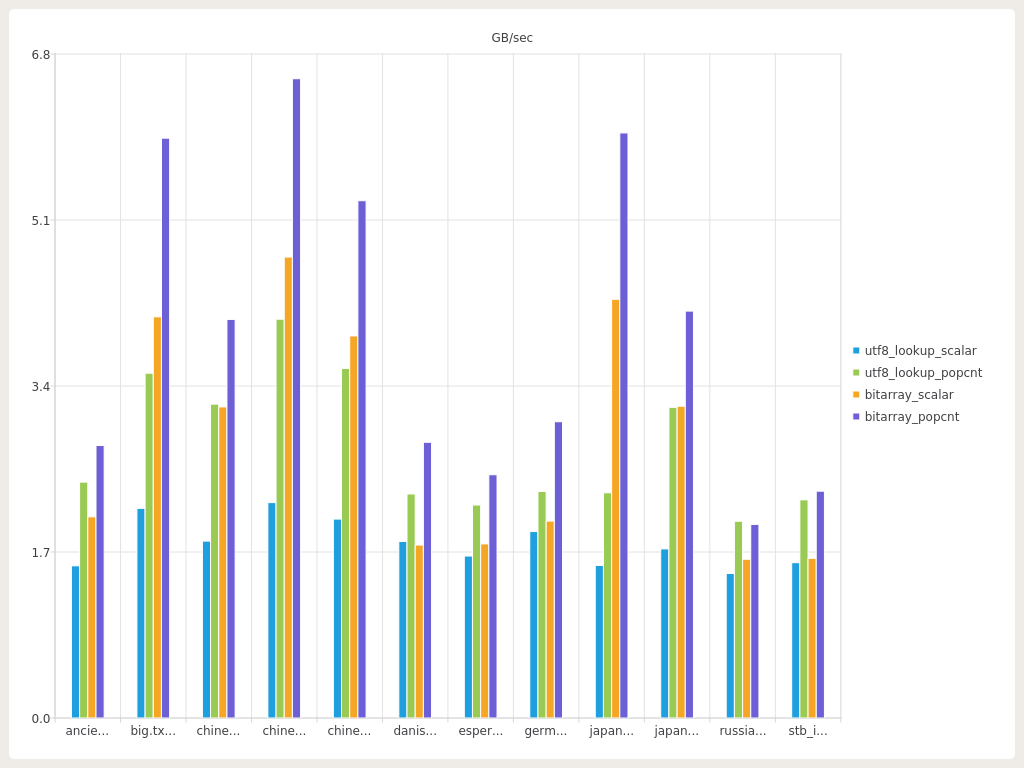 GB/sec
6.8
5.1
3.4
1.7
0.0
ancie... big.tx... chine... chine... chine... danis... esper... germ... japan... japan... russia... stb_i...
utf8_lookup_scalar
utf8_lookup_popcnt
bitarray_scalar
bitarray_popcnt